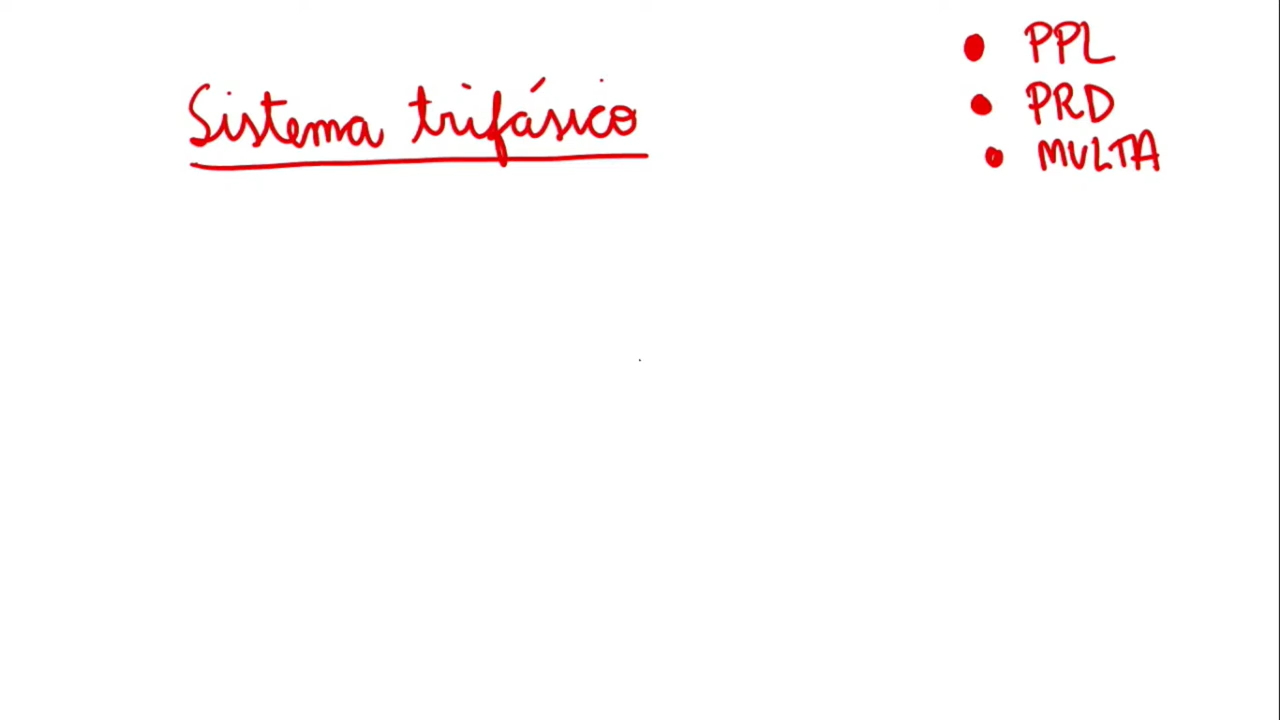 Sistema trifásico
• PPL
• PRD
• MULTA